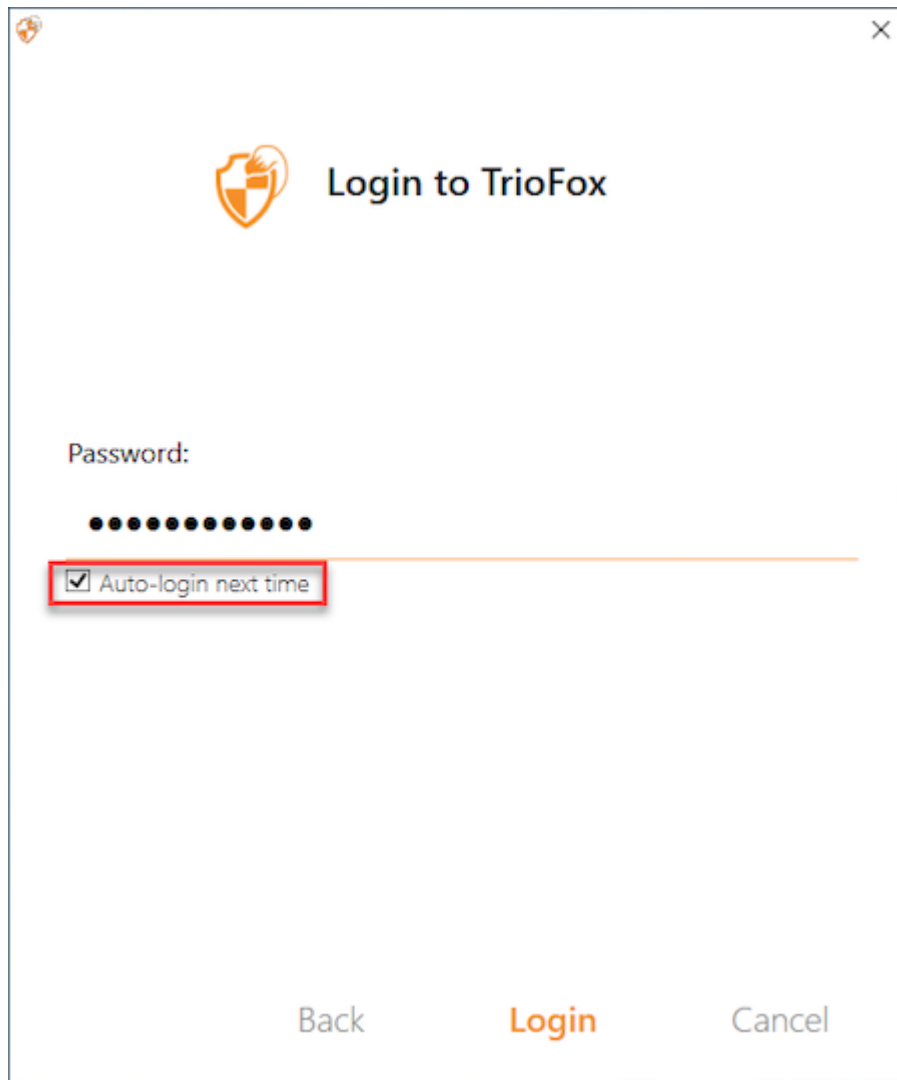 Login to TrioFox
Password:
••••••••••••
Auto-login next time
Back Login Cancel